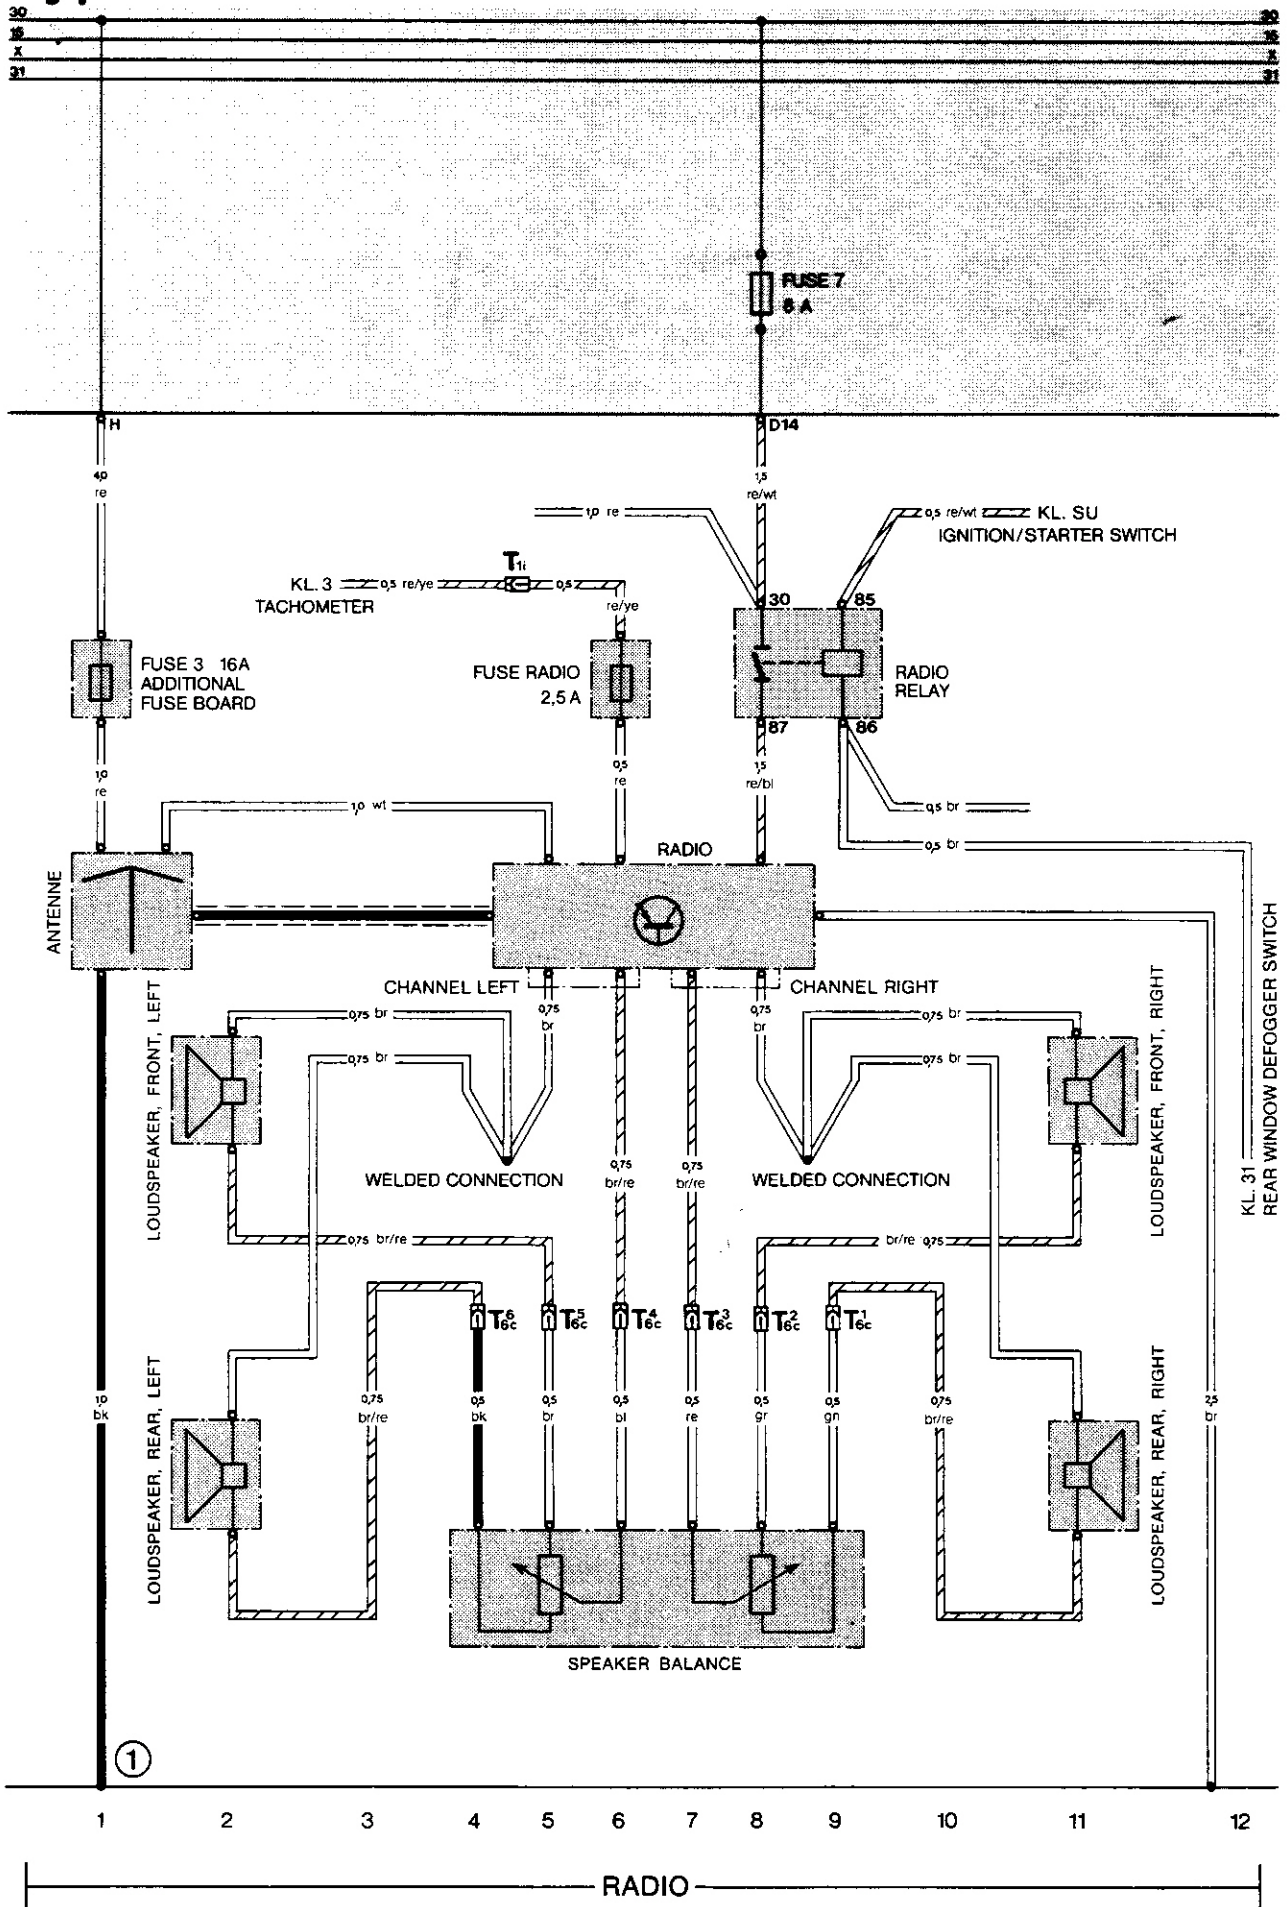 30 30
15 15
X X
31 31
FUSE 7
8 A
H D14
4,0 1,5
re re/wt
1,0 re 0,5 re/wt KL. SU
IGNITION/STARTER SWITCH
T1i
KL. 3 0,5 re/ye 0,5
TACHOMETER re/ye 30 85
FUSE 3 16A
ADDITIONAL
FUSE BOARD
FUSE RADIO
2,5 A
RADIO
RELAY
87 86
1,0 0,5 1,5
re re re/bl
1,0 wt 0,5 br
RADIO 0,5 br
ANTENNE
CHANNEL LEFT CHANNEL RIGHT
0,75 br 0,75 0,75 0,75 br
br br
0,75 br 0,75 br
LOUDSPEAKER, FRONT, LEFT
LOUDSPEAKER, FRONT, RIGHT
KL. 31
REAR WINDOW DEFOGGER SWITCH
WELDED CONNECTION WELDED CONNECTION
0,75 0,75
br/re br/re
0,75 br/re br/re 0,75
T6c6 T6c5 T6c4 T6c3 T6c2 T6c1
LOUDSPEAKER, REAR, LEFT
LOUDSPEAKER, REAR, RIGHT
1,0 0,75 0,5 0,5 0,5 0,5 0,5 0,5 0,75 2,5
bk br/re bk br bl re gr gn br/re br
SPEAKER BALANCE
1
1 2 3 4 5 6 7 8 9 10 11 12
RADIO